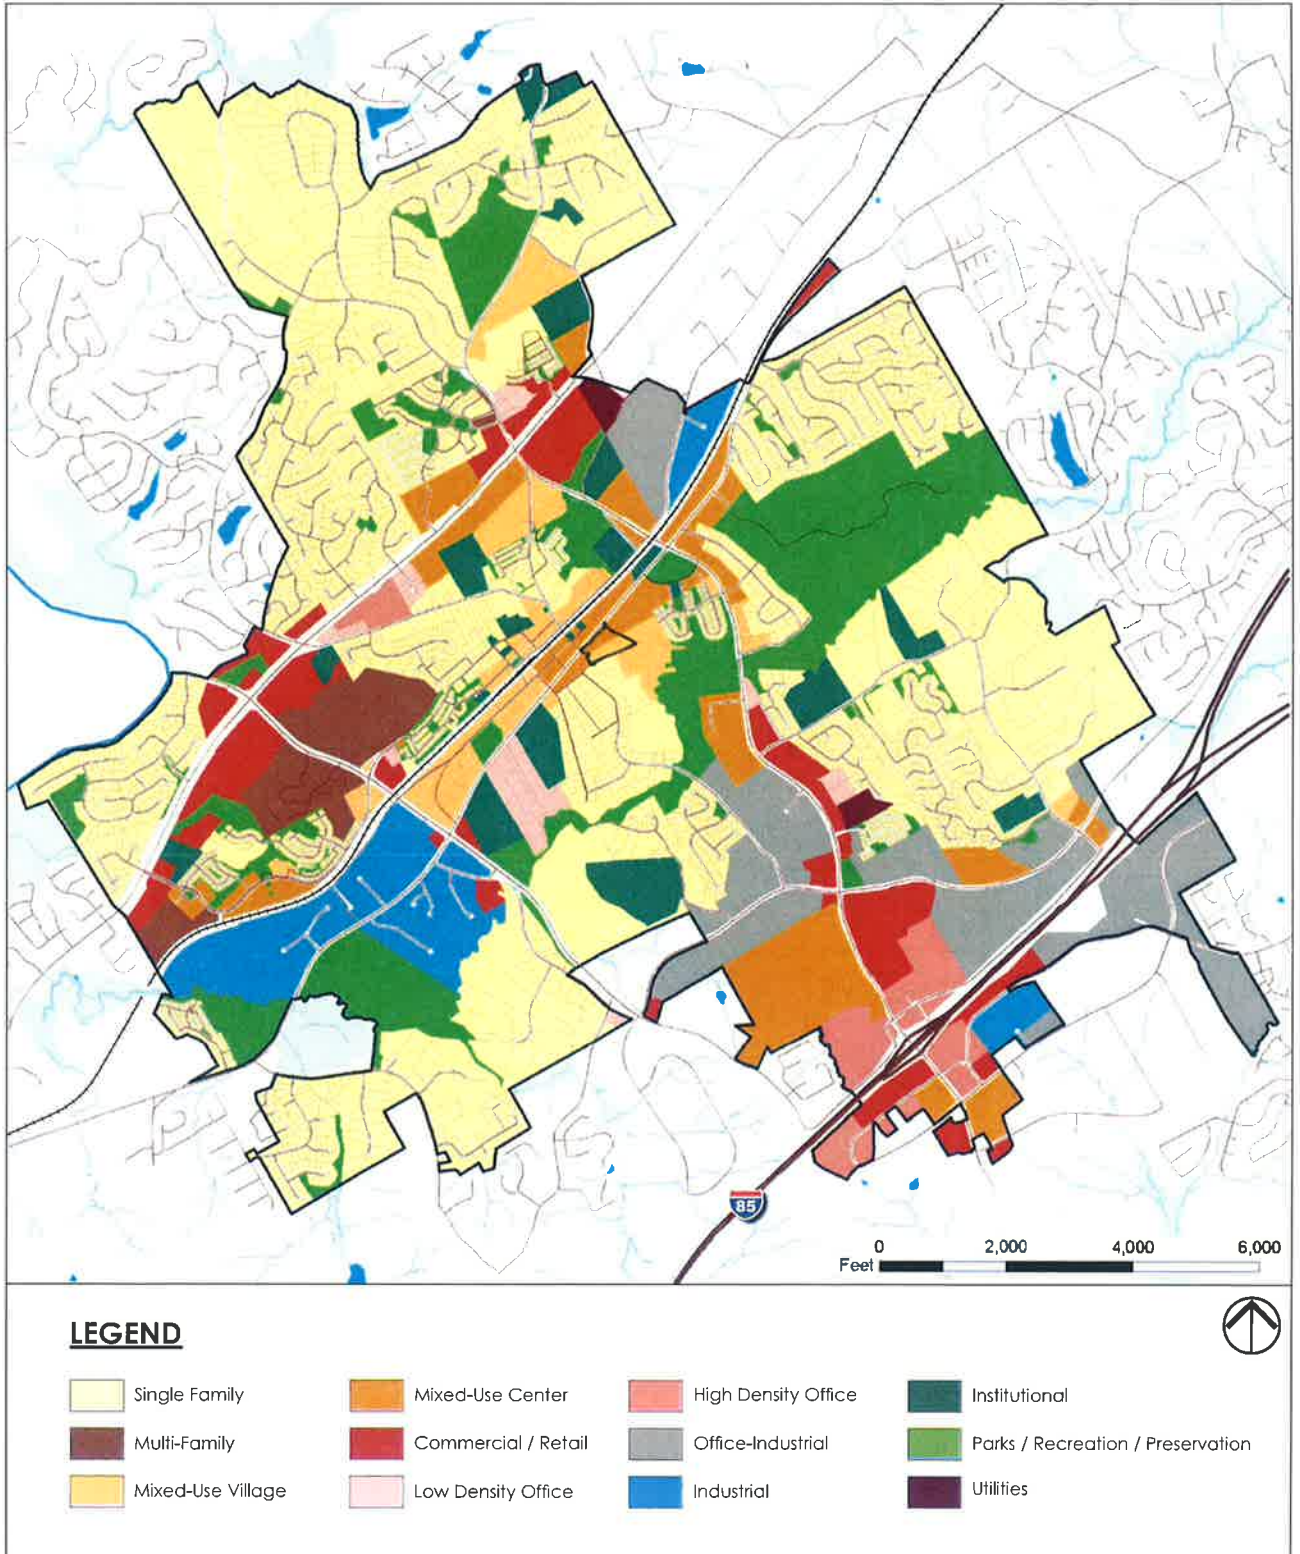 85
0 2,000 4,000 6,000
Feet
LEGEND
Single Family Mixed-Use Center High Density Office Institutional
Multi-Family Commercial / Retail Office-Industrial Parks / Recreation / Preservation
Mixed-Use Village Low Density Office Industrial Utilities